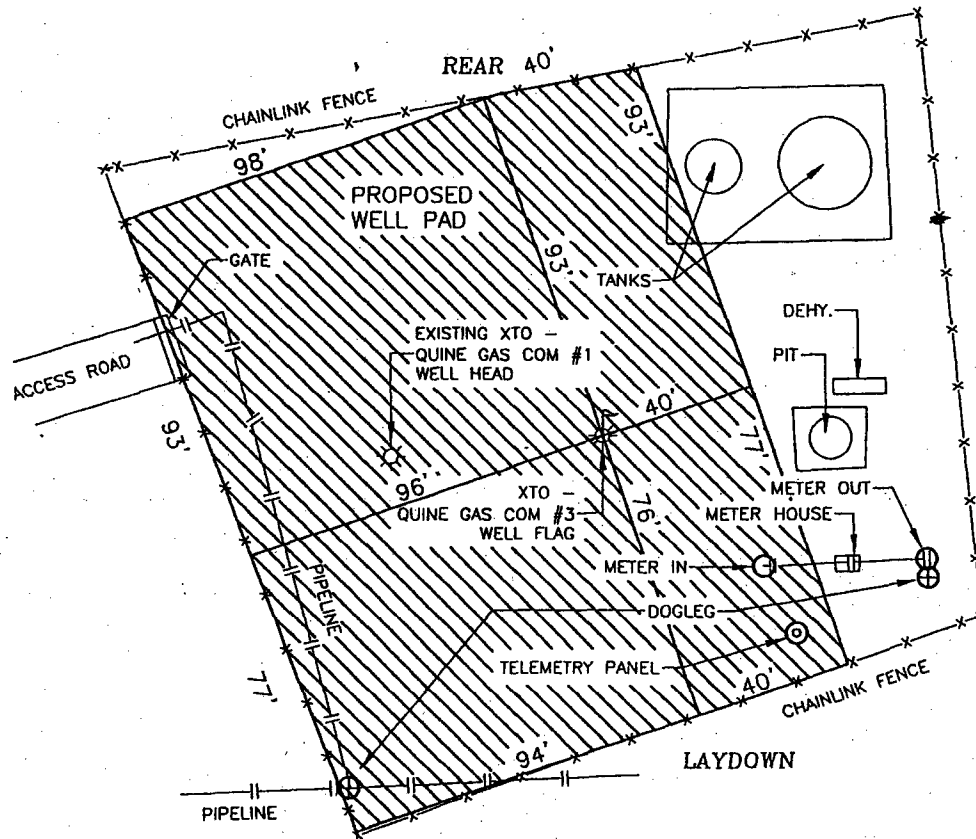 REAR 40'
CHAINLINK FENCE
98'
93'
PROPOSED
WELL PAD
93'
GATE
TANKS
EXISTING XTO –
QUINE GAS COM #1
WELL HEAD
DEHY.
PIT
ACCESS ROAD
40'
93'
96'
77'
XTO –
QUINE GAS COM #3
WELL FLAG
76'
METER OUT
METER HOUSE
METER IN
PIPELINE
DOGLEG
TELEMETRY PANEL
77'
40'
CHAINLINK FENCE
94'
LAYDOWN
PIPELINE